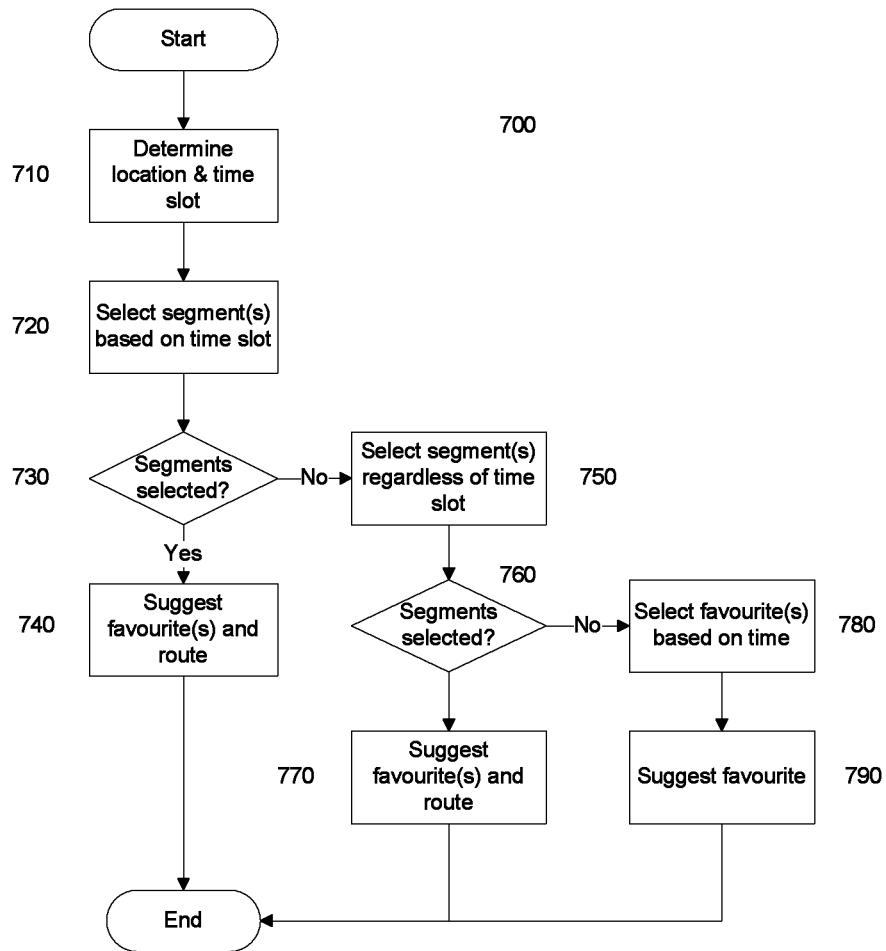 Start
700
710
Determine
location & time
slot
720
Select segment(s)
based on time slot
730
Segments
selected?
No
Select segment(s)
regardless of time
slot
750
Yes
740
Suggest
favourite(s) and
route
760
Segments
selected?
No
Select favourite(s)
based on time
780
770
Suggest
favourite(s) and
route
Suggest favourite
790
End